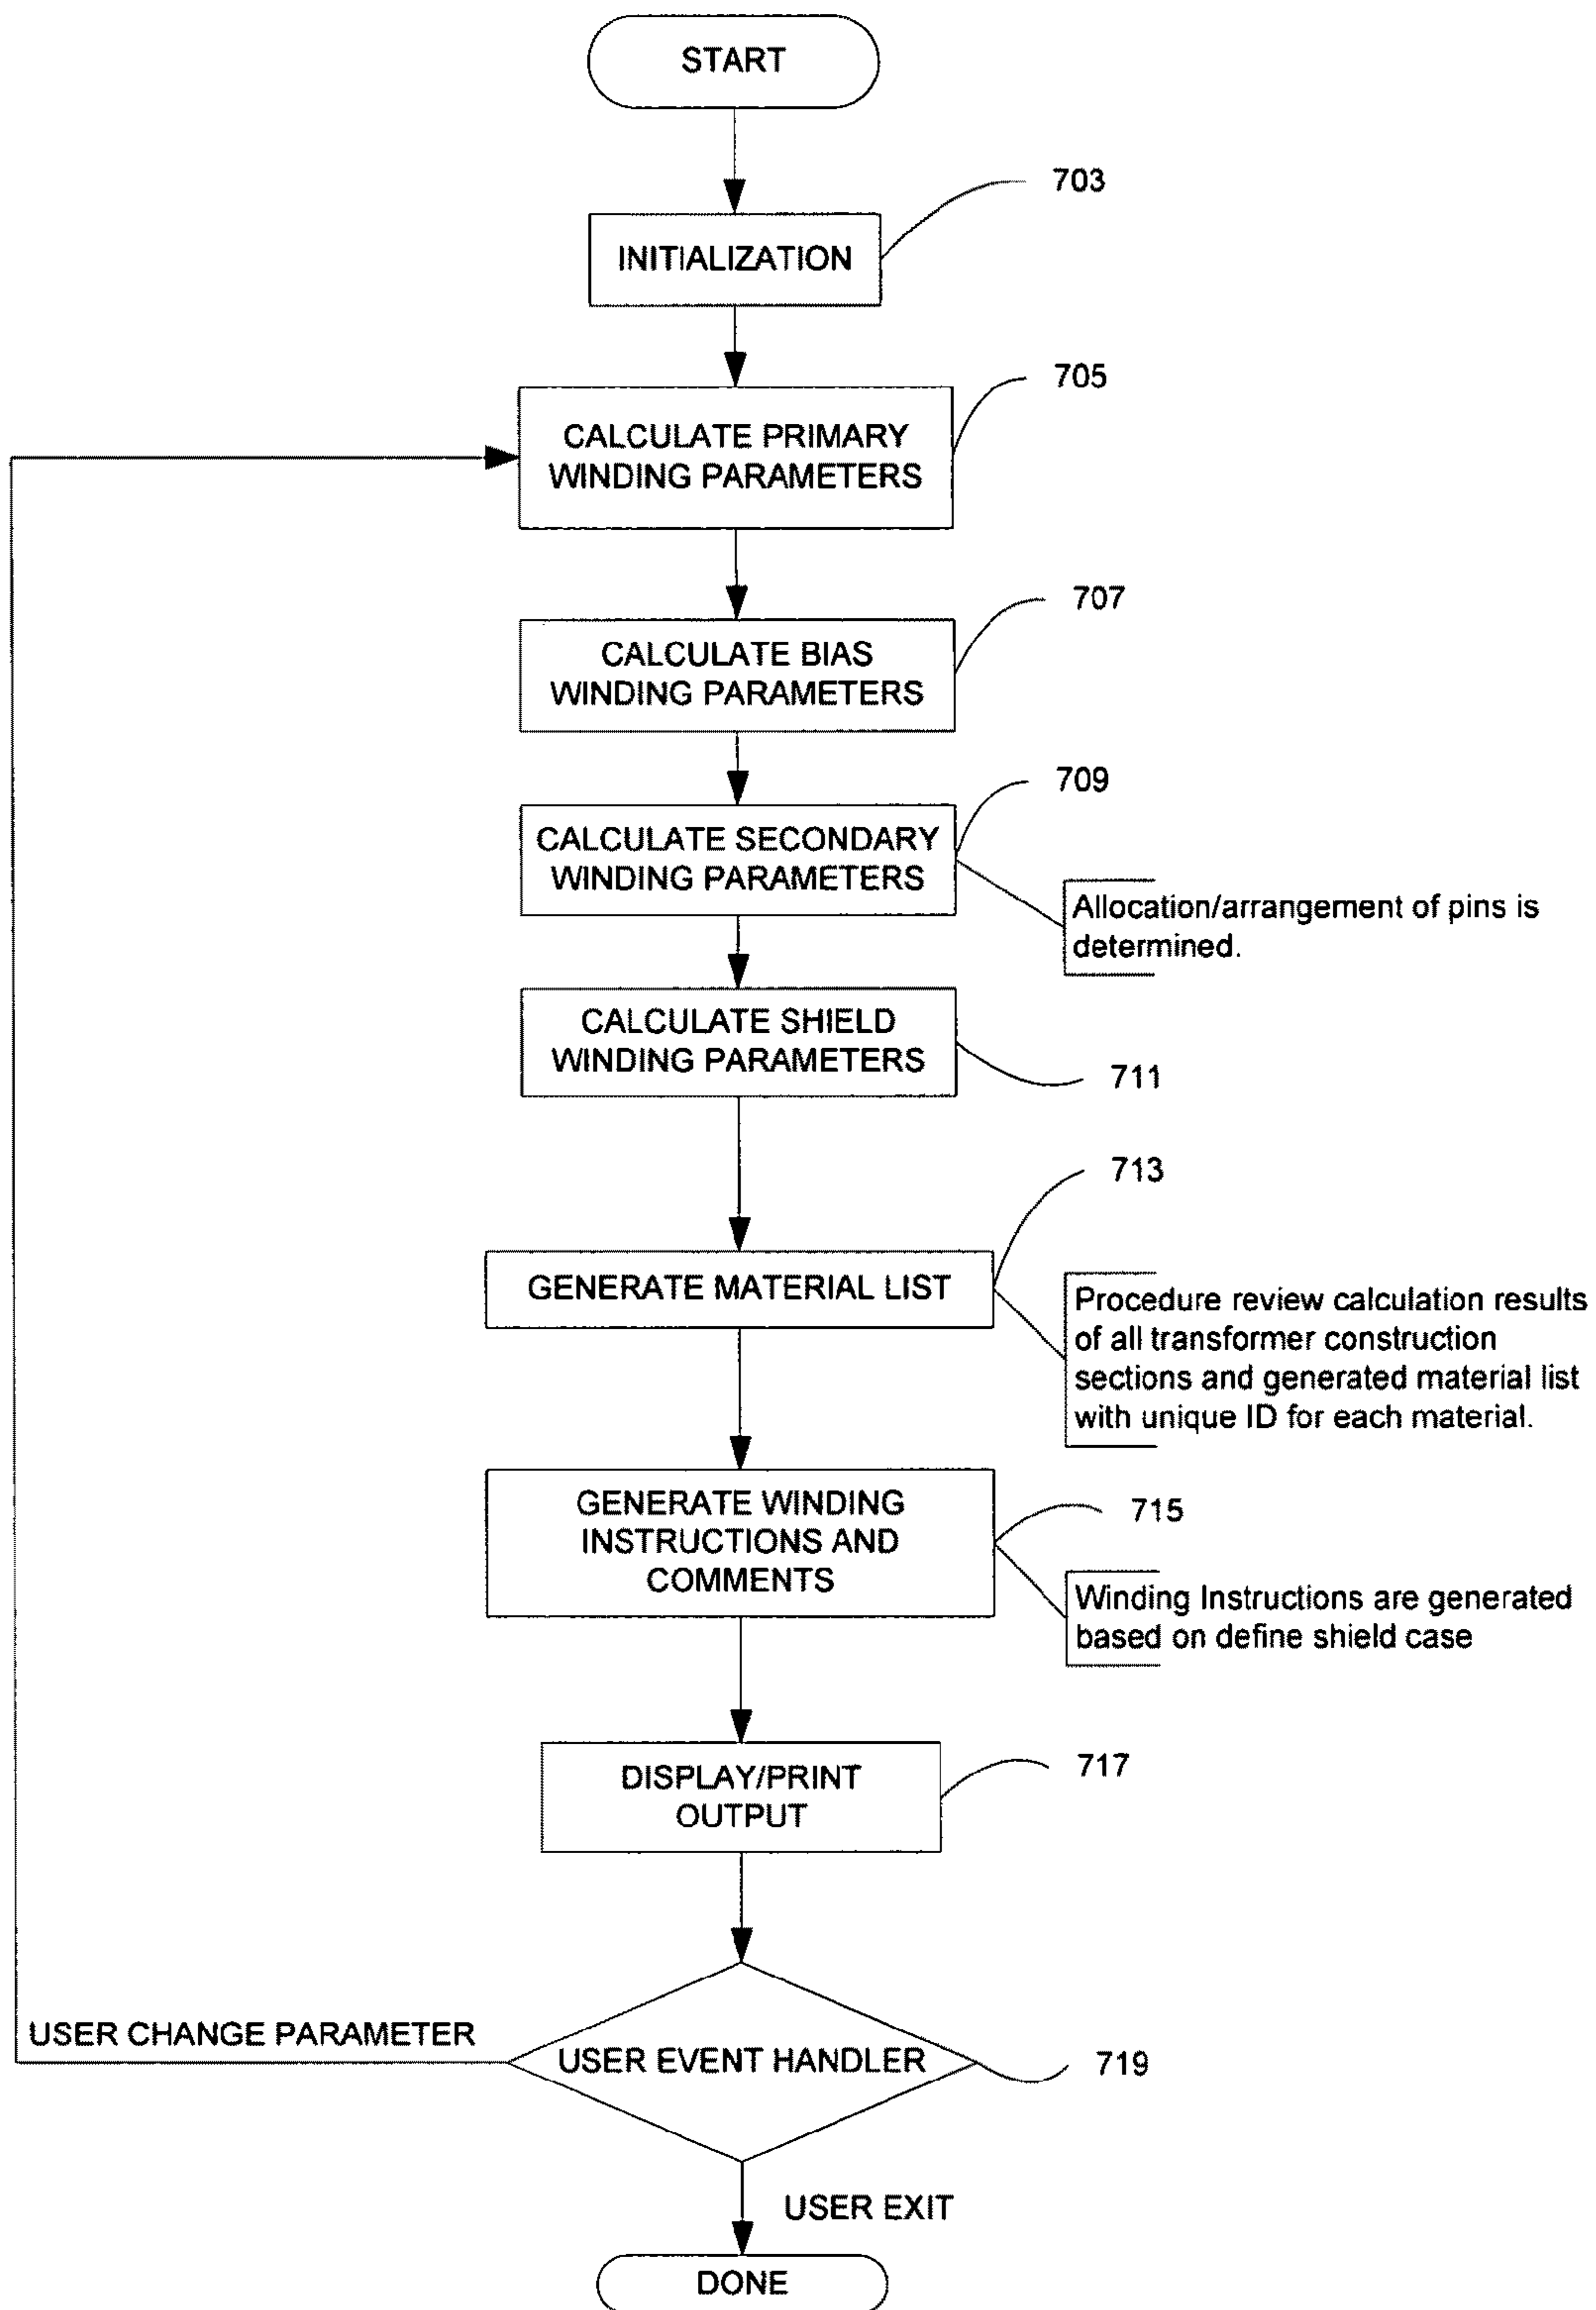 START
703
INITIALIZATION
705
CALCULATE PRIMARY
WINDING PARAMETERS
707
CALCULATE BIAS
WINDING PARAMETERS
709
CALCULATE SECONDARY
WINDING PARAMETERS
Allocation/arrangement of pins is
determined.
CALCULATE SHIELD
WINDING PARAMETERS
711
713
GENERATE MATERIAL LIST
Procedure review calculation results
of all transformer construction
sections and generated material list
with unique ID for each material.
GENERATE WINDING
INSTRUCTIONS AND
COMMENTS
715
Winding Instructions are generated
based on define shield case
DISPLAY/PRINT
OUTPUT
717
USER CHANGE PARAMETER
USER EVENT HANDLER
719
USER EXIT
DONE